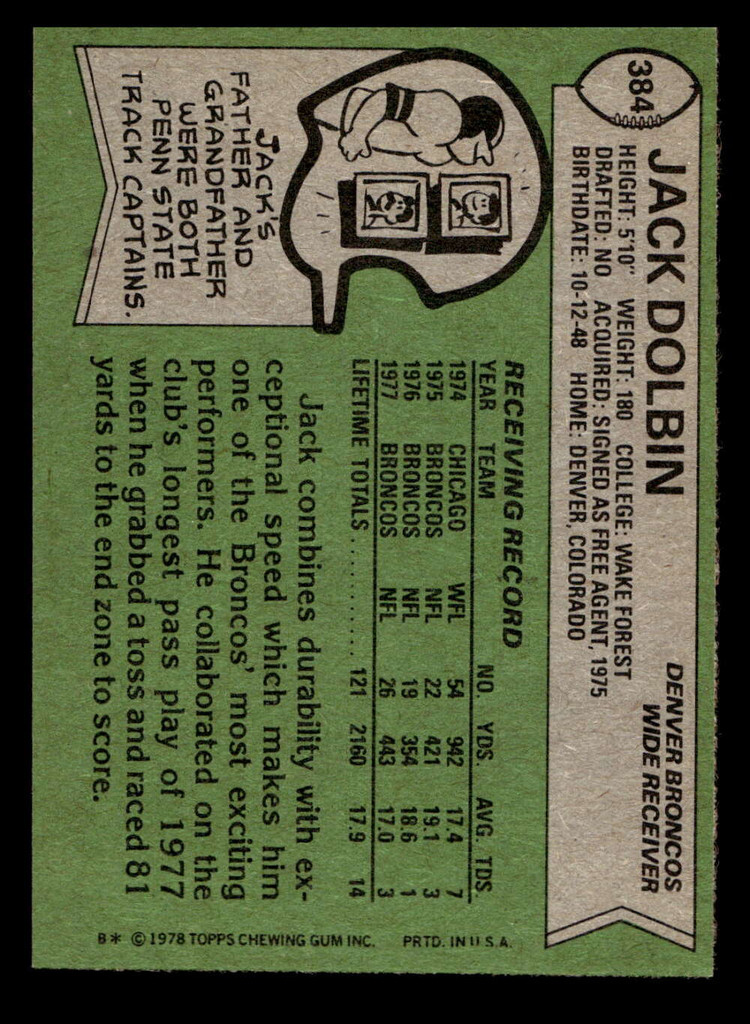 384
JACK DOLBIN
DENVER BRONCOS
WIDE RECEIVER
HEIGHT: 5'10" WEIGHT: 180 COLLEGE: WAKE FOREST
DRAFTED: NO ACQUIRED: SIGNED AS FREE AGENT, 1975
BIRTHDATE: 10-12-48 HOME: DENVER, COLORADO
JACK'S
FATHER AND
GRANDFATHER
WERE BOTH
PENN STATE
TRACK CAPTAINS.
RECEIVING RECORD
YEAR TEAM NO. YDS. AVG. TDS.
1974 CHICAGO WFL 54 942 17.4 7
1975 BRONCOS NFL 22 421 19.1 3
1976 BRONCOS NFL 19 354 18.6 1
1977 BRONCOS NFL 26 443 17.0 3
LIFETIME TOTALS ............ 121 2160 17.9 14
Jack combines durability with ex-
ceptional speed which makes him
one of the Broncos' most exciting
performers. He collaborated on the
club's longest pass play of 1977
when he grabbed a toss and raced 81
yards to the end zone to score.
B* © 1978 TOPPS CHEWING GUM INC. PRTD. IN U.S.A.